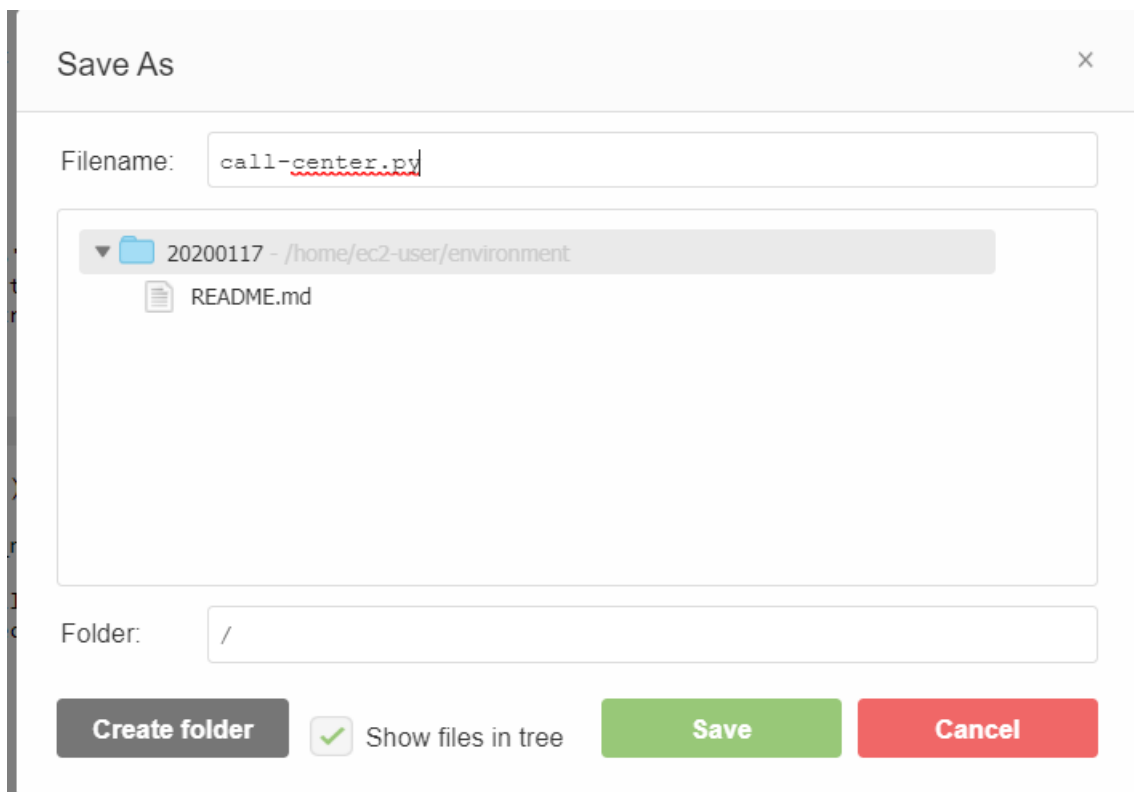 Save As
×
Filename: call-center.py
20200117 - /home/ec2-user/environment
README.md
Folder: /
Create folder Show files in tree Save Cancel